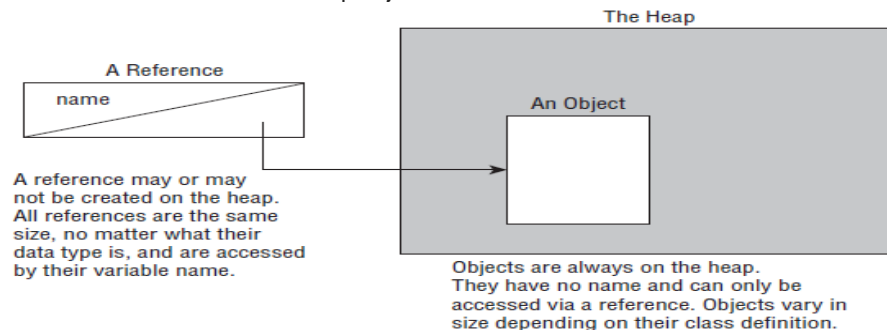 The Heap
A Reference
name
An Object
A reference may or may
not be created on the heap.
All references are the same
size, no matter what their
data type is, and are accessed
by their variable name.
Objects are always on the heap.
They have no name and can only be
accessed via a reference. Objects vary in
size depending on their class definition.